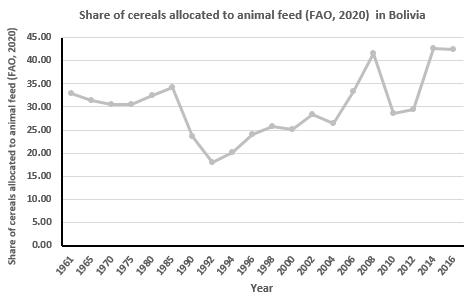 Share of cereals allocated to animal feed (FAO, 2020)  in Bolivia
Share of cereals allocated to animal feed (FAO, 2020)
45.00
40.00
35.00
30.00
25.00
20.00
15.00
10.00
5.00
0.00
1961 1965 1970 1975 1980 1985 1990 1992 1994 1996 1998 2000 2002 2004 2006 2008 2010 2012 2014 2016
Year